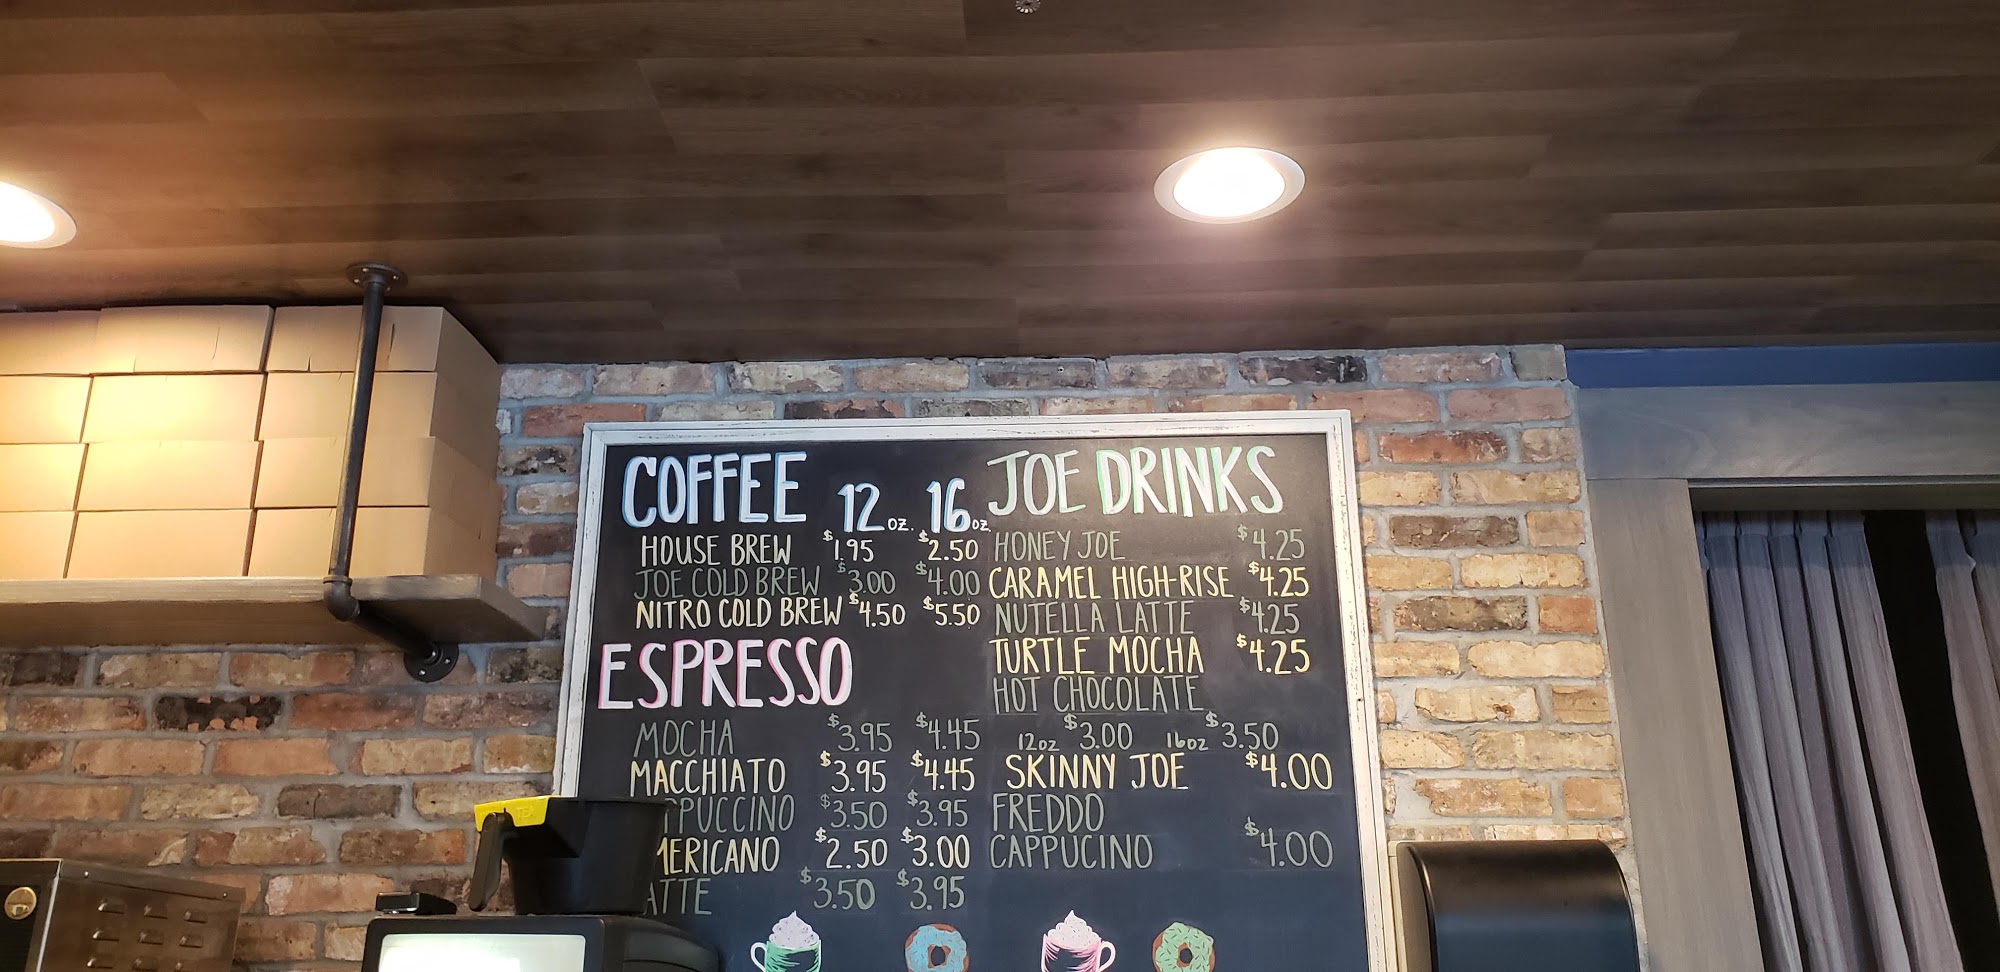 COFFEE 12 OZ. 16 OZ.
HOUSE BREW $1.95 $2.50
JOE COLD BREW $3.00 $4.00
NITRO COLD BREW $4.50 $5.50
ESPRESSO
MOCHA $3.95 $4.45
MACCHIATO $3.95 $4.45
PPUCCINO $3.50 $3.95
MERICANO $2.50 $3.00
ATTE $3.50 $3.95
JOE DRINKS
HONEY JOE $4.25
CARAMEL HIGH-RISE $4.25
NUTELLA LATTE $4.25
TURTLE MOCHA $4.25
HOT CHOCOLATE
12oz $3.00 16oz $3.50
SKINNY JOE $4.00
FREDDO
CAPPUCINO $4.00